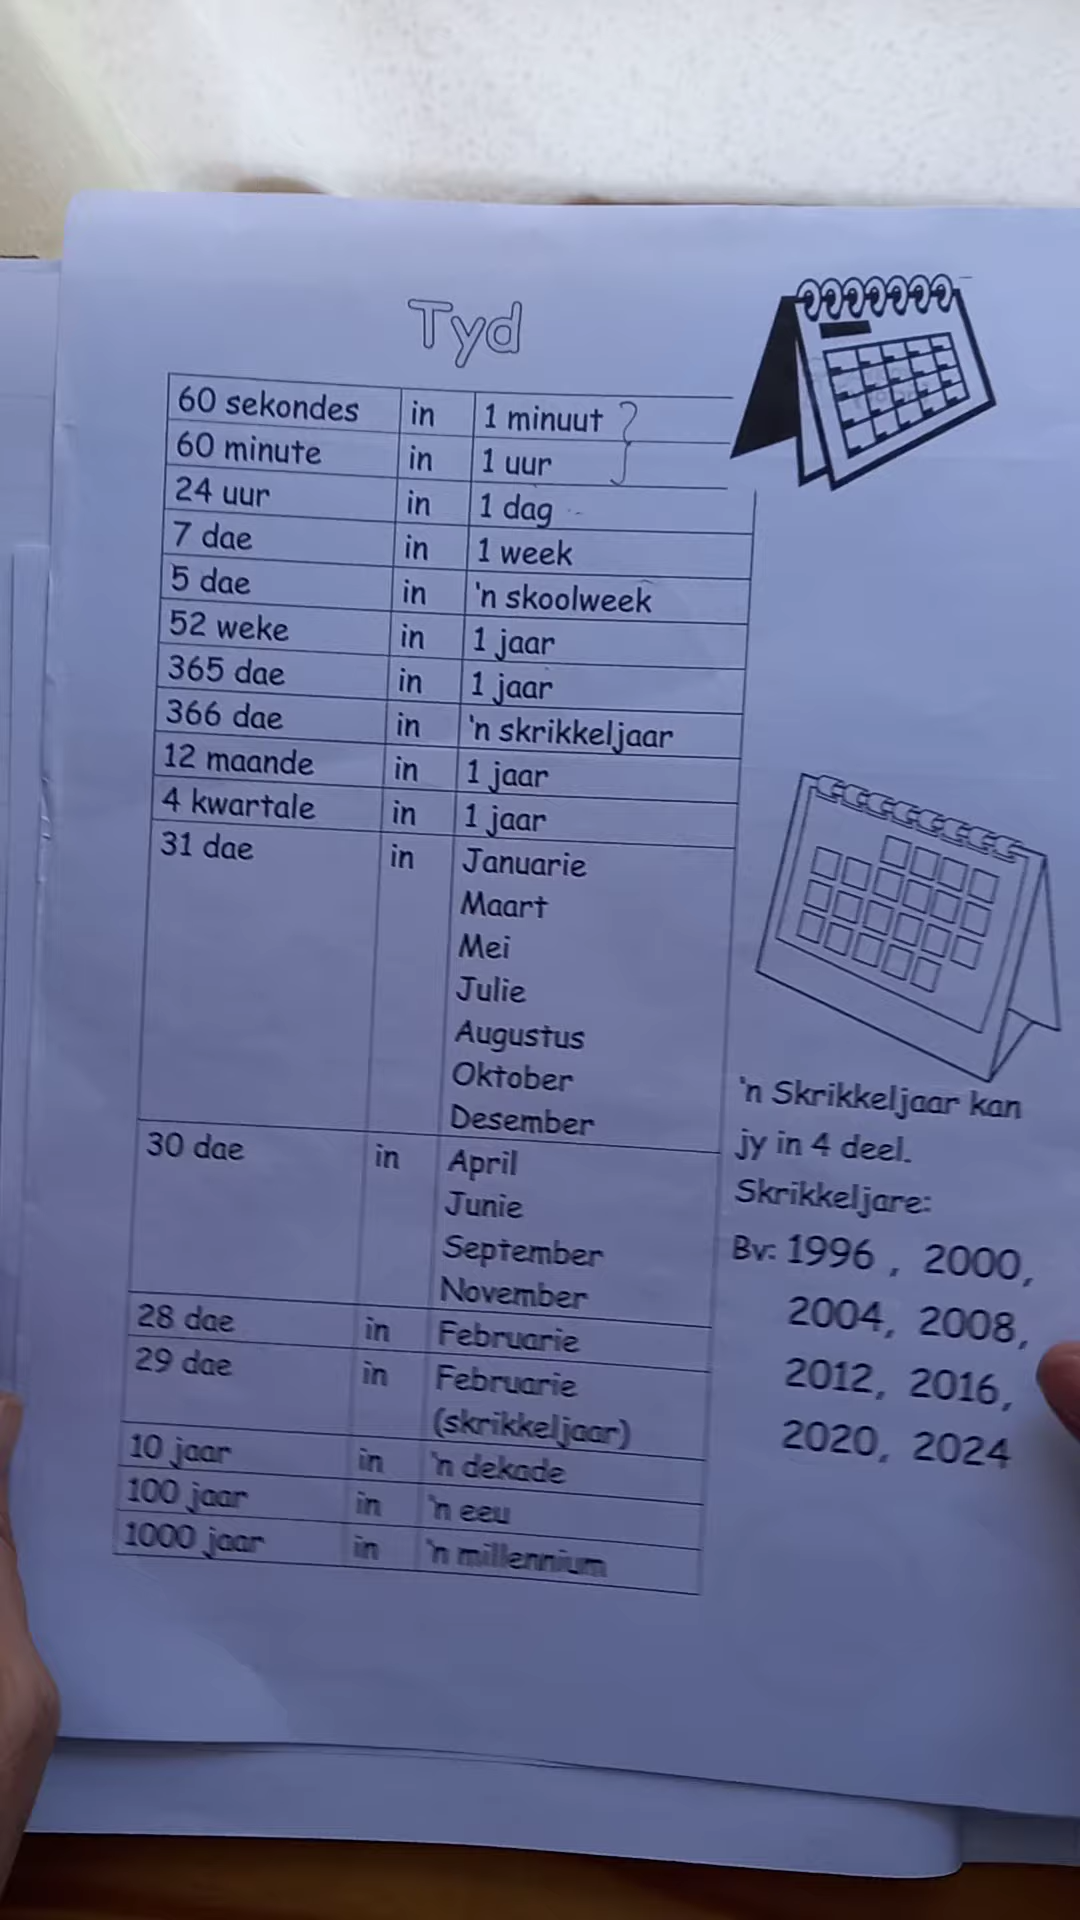 Tyd
60 sekondes in 1 minuut
60 minute in 1 uur
24 uur in 1 dag
7 dae in 1 week
5 dae in 'n skoolweek
52 weke in 1 jaar
365 dae in 1 jaar
366 dae in 'n skrikkeljaar
12 maande in 1 jaar
4 kwartale in 1 jaar
31 dae in Januarie
Maart
Mei
Julie
Augustus
Oktober
Desember
30 dae in April
Junie
September
November
28 dae in Februarie
29 dae in Februarie
(skrikkeljaar)
10 jaar in 'n dekade
100 jaar in 'n eeu
1000 jaar in 'n millennium
'n Skrikkeljaar kan
jy in 4 deel.
Skrikkeljare:
Bv: 1996 , 2000,
2004, 2008,
2012, 2016,
2020, 2024